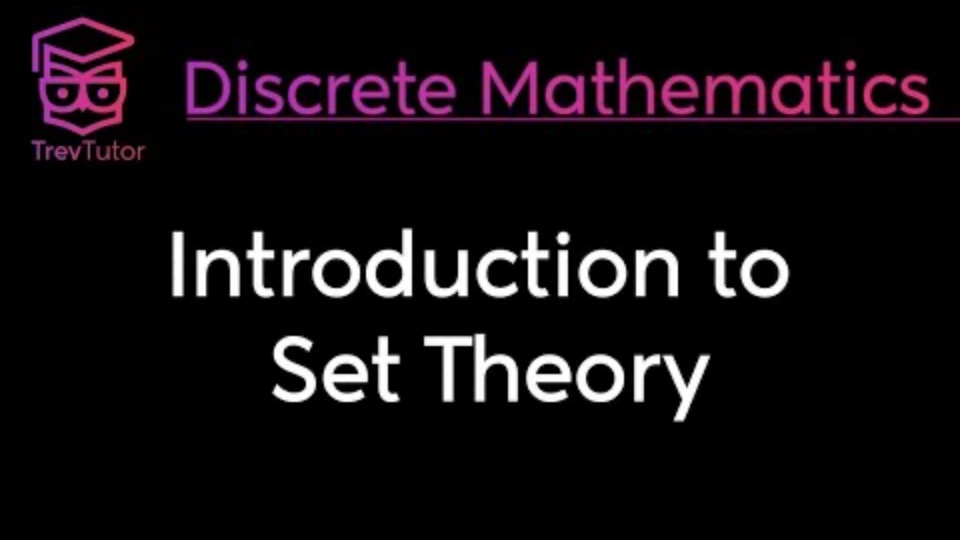 Discrete Mathematics
TrevTutor
Introduction to
Set Theory